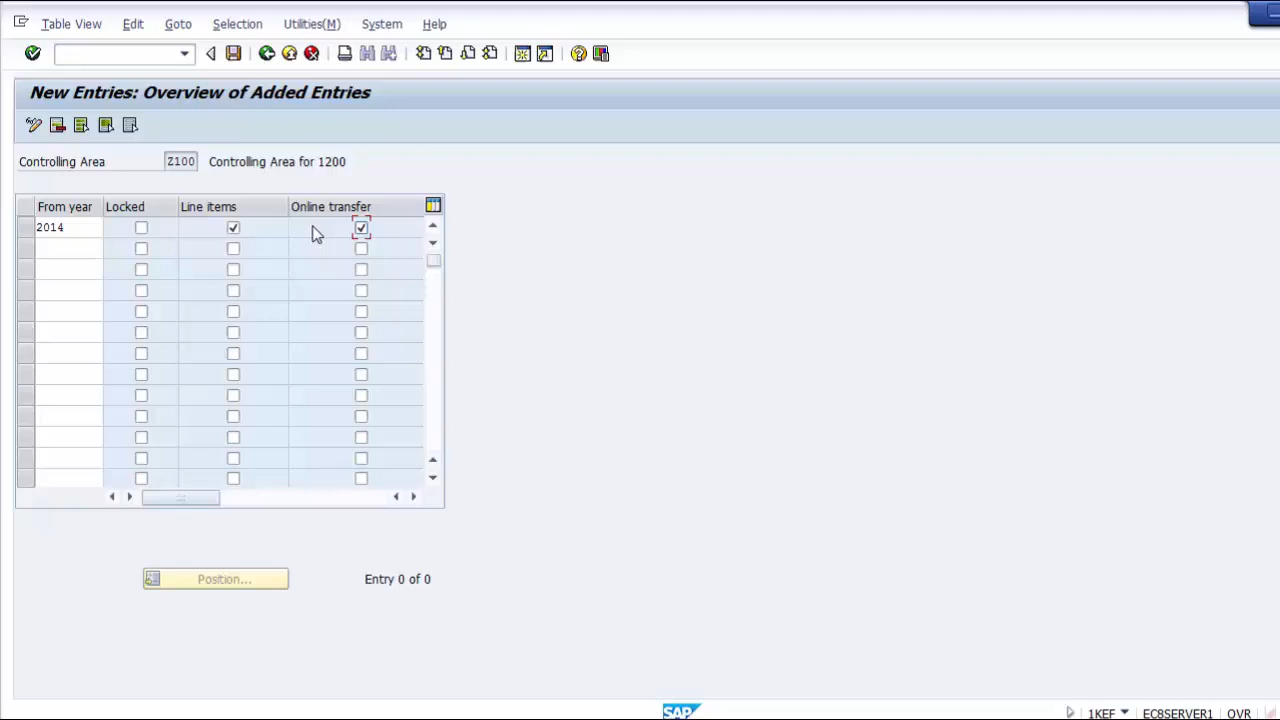 Table View Edit Goto Selection Utilities(M) System Help
New Entries: Overview of Added Entries
Controlling Area Z100 Controlling Area for 1200
From year Locked Line items Online transfer
2014
Position... Entry 0 of 0
SAP 1KEF EC8SERVER1 OVR